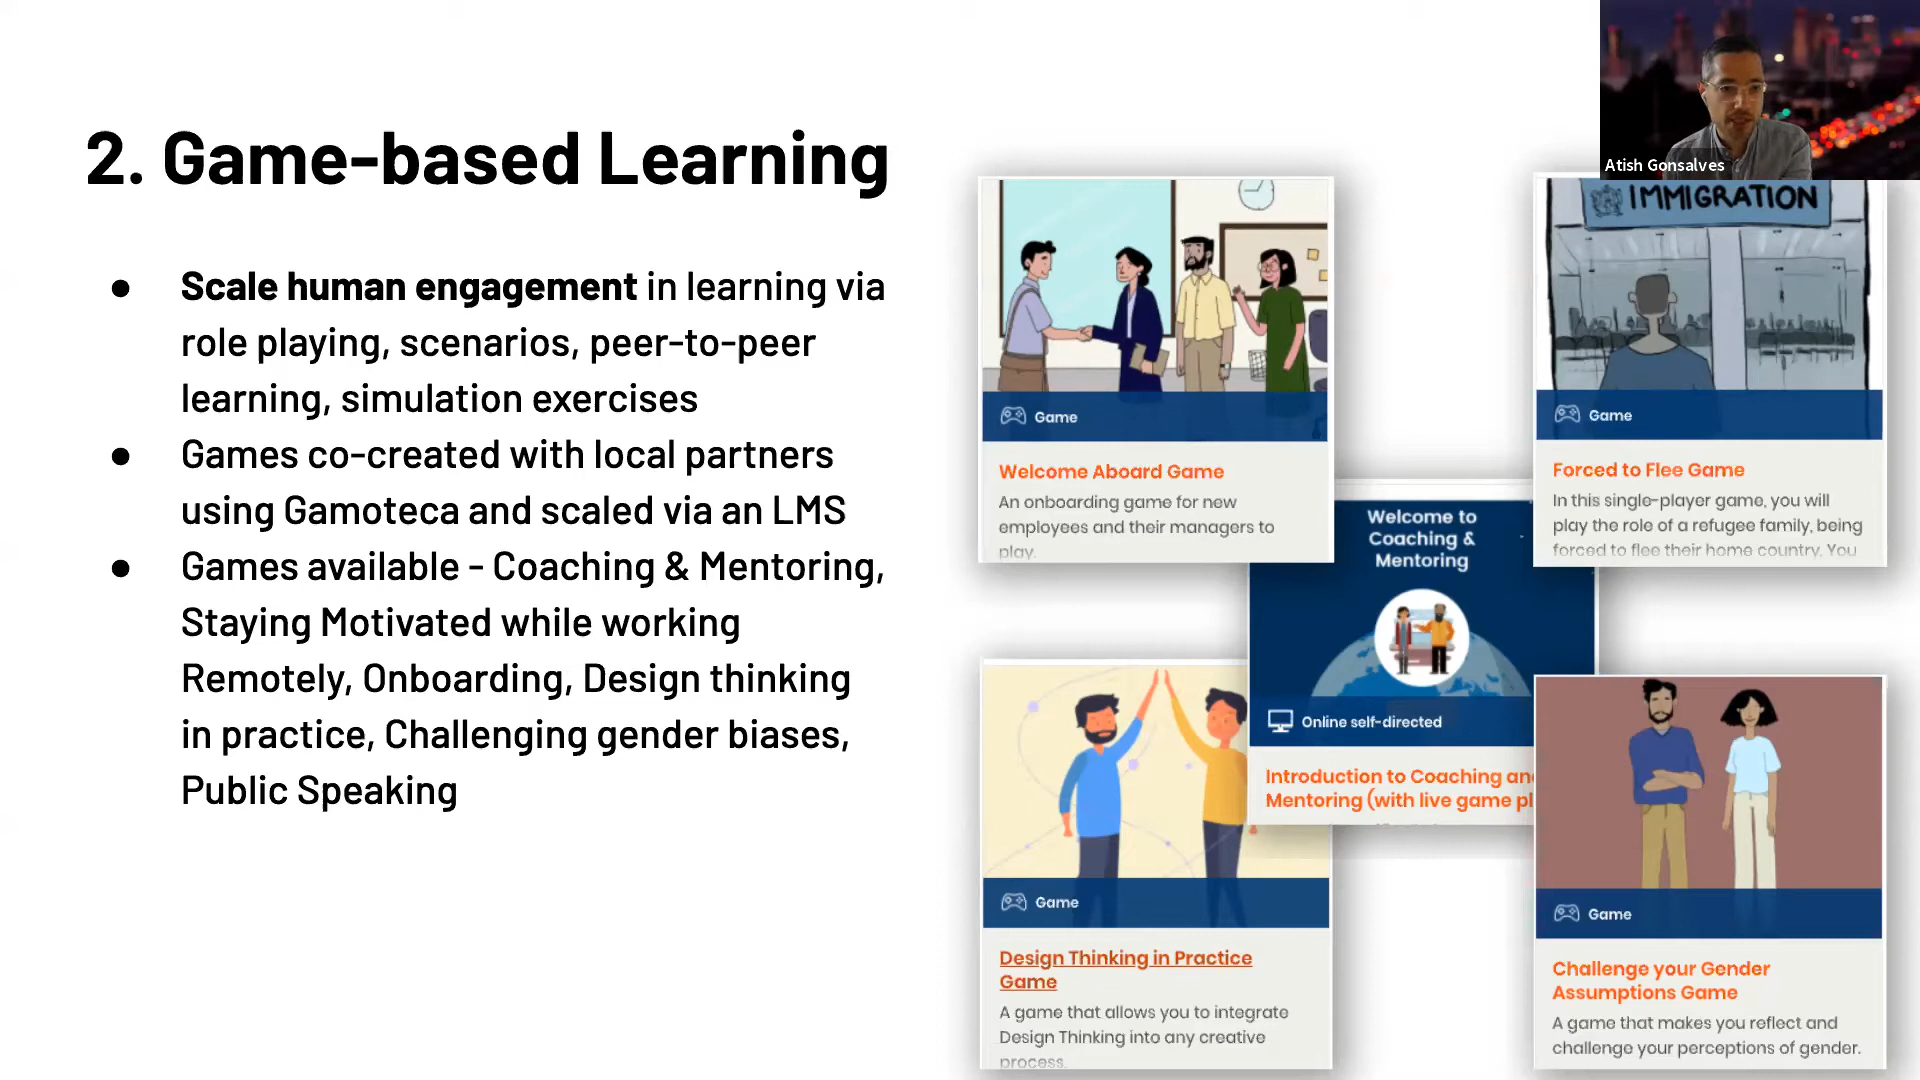 2. Game-based Learning
● Scale human engagement in learning via
role playing, scenarios, peer-to-peer
learning, simulation exercises
● Games co-created with local partners
using Gamoteca and scaled via an LMS
● Games available - Coaching & Mentoring,
Staying Motivated while working
Remotely, Onboarding, Design thinking
in practice, Challenging gender biases,
Public Speaking
Atish Gonsalves
Game
Welcome Aboard Game
An onboarding game for new
employees and their managers to
play.
IMMIGRATION
Game
Forced to Flee Game
In this single-player game, you will
play the role of a refugee family, being
forced to flee their home country. You
Welcome to
Coaching &
Mentoring
Online self-directed
Introduction to Coaching an
Mentoring (with live game pl
Game
Design Thinking in Practice
Game
A game that allows you to integrate
Design Thinking into any creative
process.
Game
Challenge your Gender
Assumptions Game
A game that makes you reflect and
challenge your perceptions of gender.